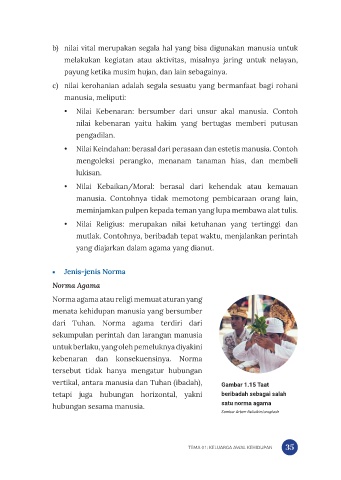 b) nilai vital merupakan segala hal yang bisa digunakan manusia untuk
melakukan kegiatan atau aktivitas, misalnya jaring untuk nelayan,
payung ketika musim hujan, dan lain sebagainya.
c) nilai kerohanian adalah segala sesuatu yang bermanfaat bagi rohani
manusia, meliputi:
• Nilai Kebenaran: bersumber dari unsur akal manusia. Contoh
nilai kebenaran yaitu hakim yang bertugas memberi putusan
pengadilan.
• Nilai Keindahan: berasal dari perasaan dan estetis manusia. Contoh
mengoleksi perangko, menanam tanaman hias, dan membeli
lukisan.
• Nilai Kebaikan/Moral: berasal dari kehendak atau kemauan
manusia. Contohnya tidak memotong pembicaraan orang lain,
meminjamkan pulpen kepada teman yang lupa membawa alat tulis.
• Nilai Religius: merupakan nilai ketuhanan yang tertinggi dan
mutlak. Contohnya, beribadah tepat waktu, menjalankan perintah
yang diajarkan dalam agama yang dianut.
• Jenis-jenis Norma
Norma Agama
Norma agama atau religi memuat aturan yang
menata kehidupan manusia yang bersumber
dari Tuhan. Norma agama terdiri dari
sekumpulan perintah dan larangan manusia
untuk berlaku, yang oleh pemeluknya diyakini
kebenaran dan konsekuensinya. Norma
tersebut tidak hanya mengatur hubungan
vertikal, antara manusia dan Tuhan (ibadah),
tetapi juga hubungan horizontal, yakni
hubungan sesama manusia.
Gambar 1.15 Taat
beribadah sebagai salah
satu norma agama
TEMA 01: KELUARGA AWAL KEHIDUPAN 35